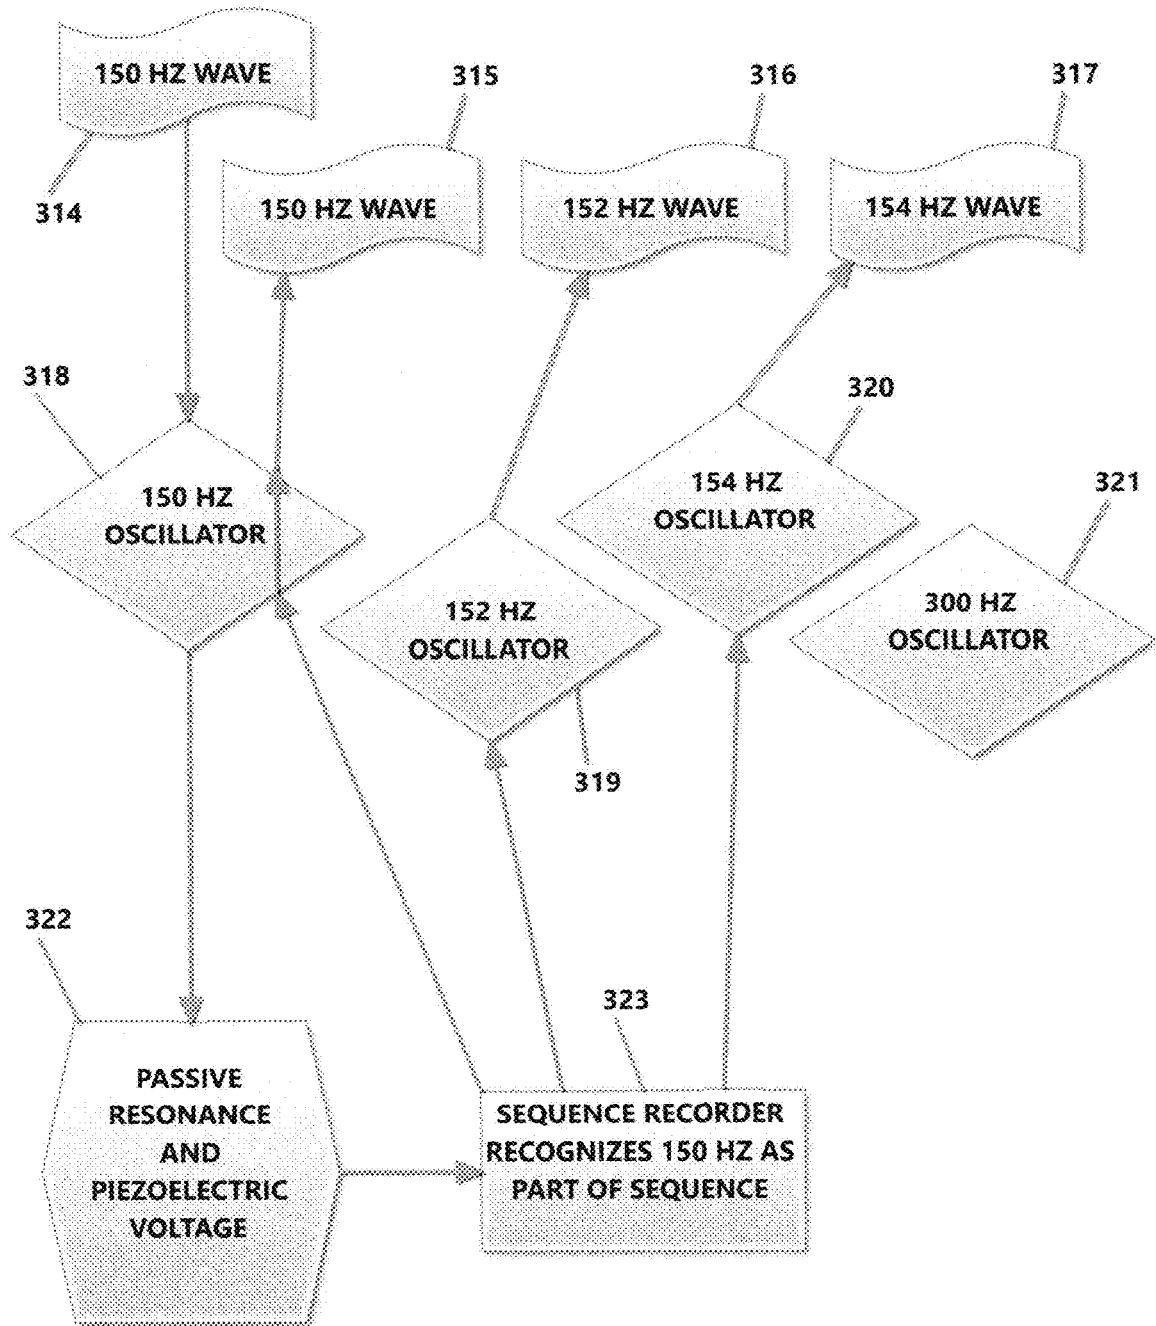 150 HZ WAVE
314
315
316
317
150 HZ WAVE
152 HZ WAVE
154 HZ WAVE
318
150 HZ
OSCILLATOR
320
154 HZ
OSCILLATOR
321
300 HZ
OSCILLATOR
152 HZ
OSCILLATOR
319
322
PASSIVE
RESONANCE
AND
PIEZOELECTRIC
VOLTAGE
323
SEQUENCE RECORDER
RECOGNIZES 150 HZ AS
PART OF SEQUENCE